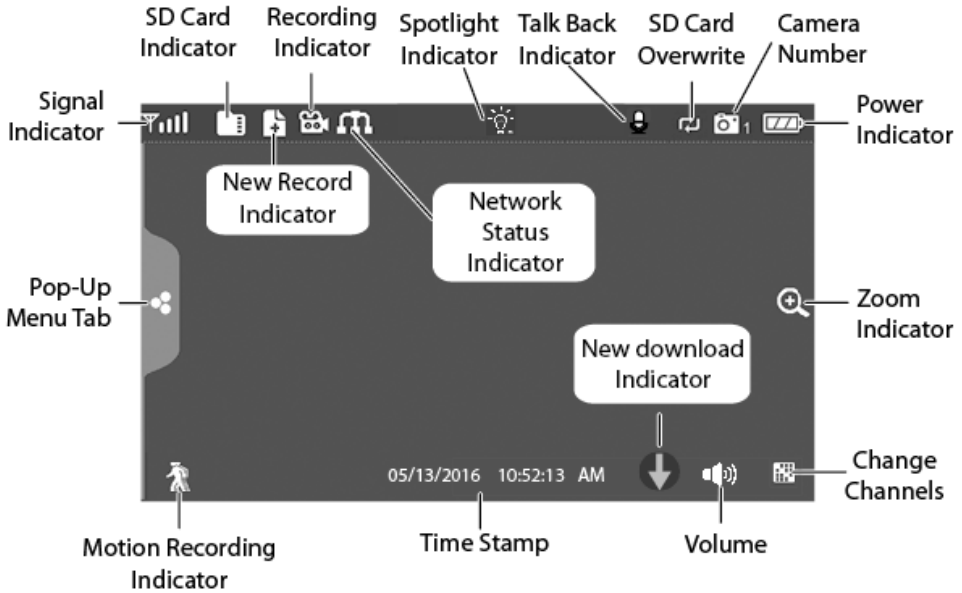 SD Card
Indicator
Recording
Indicator
Spotlight
Indicator
Talk Back
Indicator
SD Card
Overwrite
Camera
Number
Signal
Indicator
Power
Indicator
1
New Record
Indicator
Network
Status
Indicator
Pop-Up
Menu Tab
Zoom
Indicator
New download
Indicator
05/13/2016 10:52:13 AM
Change
Channels
Motion Recording
Indicator
Time Stamp
Volume